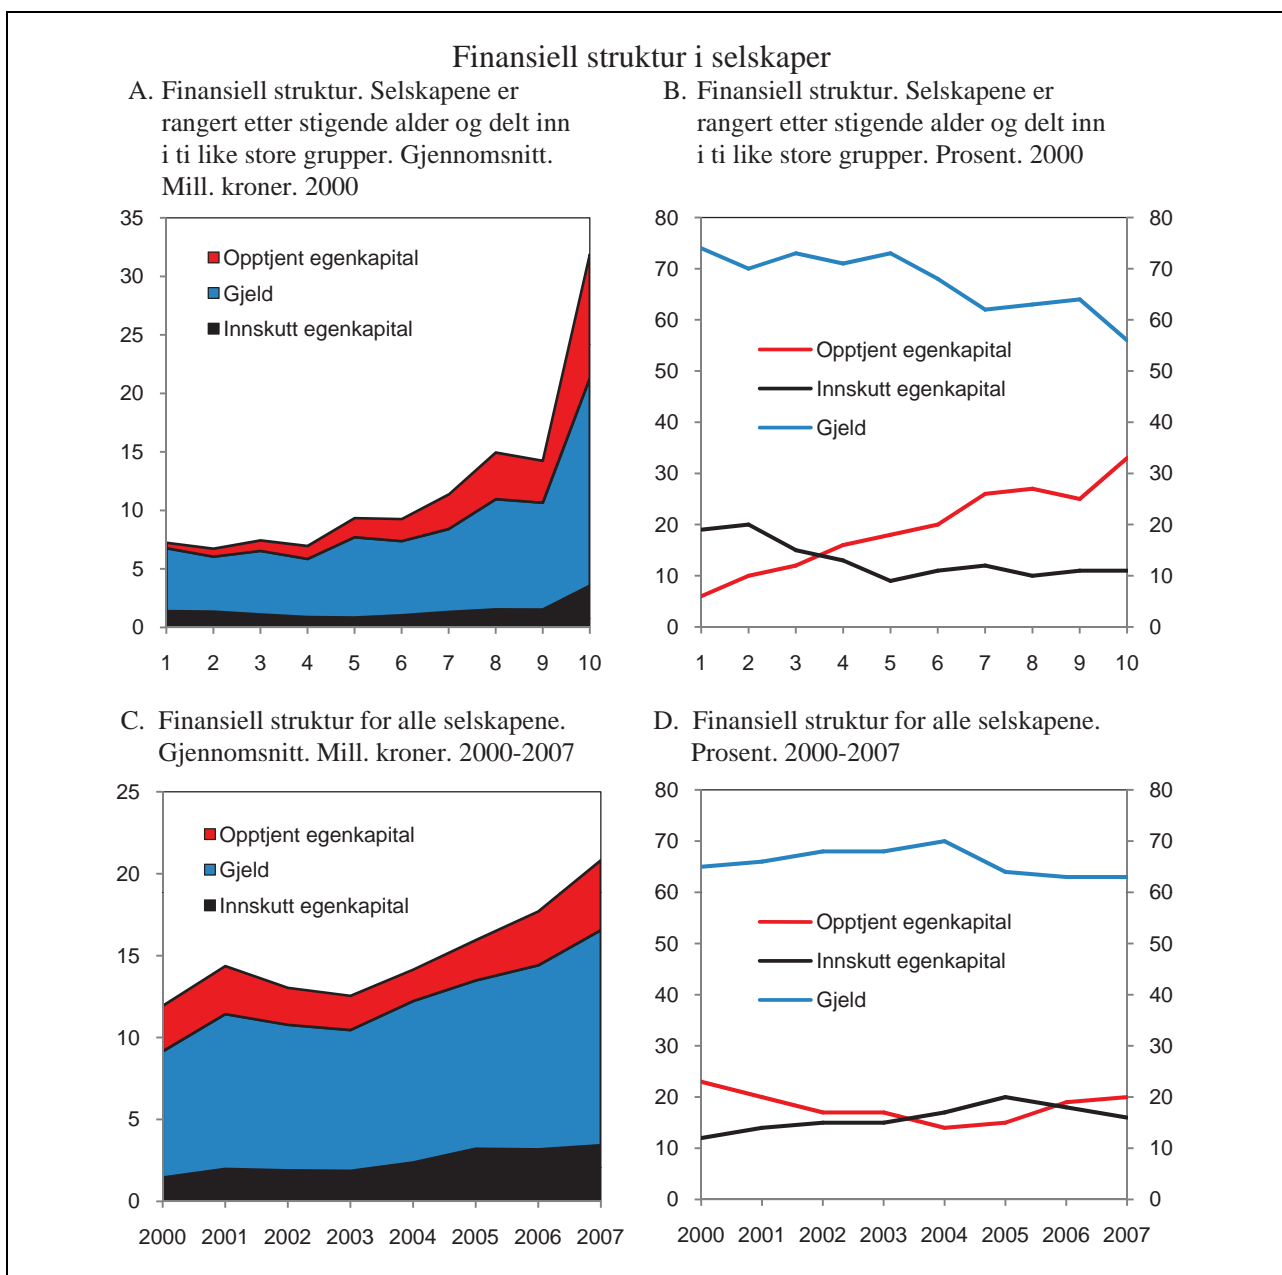 Finansiell struktur i selskaper
A. Finansiell struktur. Selskapene er
rangert etter stigende alder og delt inn
i ti like store grupper. Gjennomsnitt.
Mill. kroner. 2000
35
30
25
20
15
10
5
0
Opptjent egenkapital
Gjeld
Innskutt egenkapital
1 2 3 4 5 6 7 8 9 10
B. Finansiell struktur. Selskapene er
rangert etter stigende alder og delt inn
i ti like store grupper. Prosent. 2000
80 80
70 70
60 60
50 50
40 40
30 30
20 20
10 10
0 0
Opptjent egenkapital
Innskutt egenkapital
Gjeld
1 2 3 4 5 6 7 8 9 10
C. Finansiell struktur for alle selskapene.
Gjennomsnitt. Mill. kroner. 2000-2007
25
20
15
10
5
0
Opptjent egenkapital
Gjeld
Innskutt egenkapital
2000 2001 2002 2003 2004 2005 2006 2007
D. Finansiell struktur for alle selskapene.
Prosent. 2000-2007
80 80
70 70
60 60
50 50
40 40
30 30
20 20
10 10
0 0
Opptjent egenkapital
Innskutt egenkapital
Gjeld
2000 2001 2002 2003 2004 2005 2006 2007